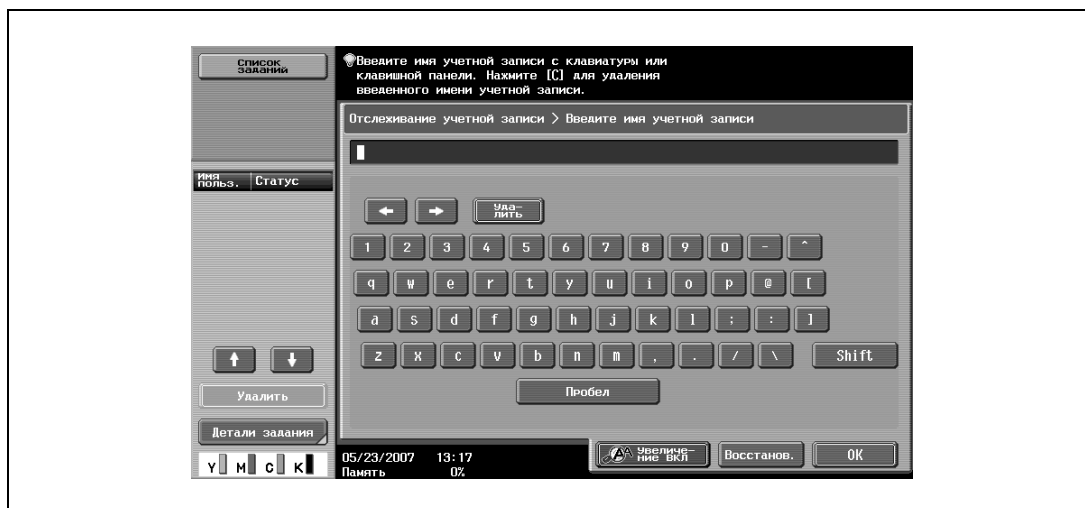 Список
заданий
Введите имя учетной записи с клавиатуры или
клавишной панели. Нажмите [C] для удаления
введенного имени учетной записи.
Отслеживание учетной записи > Введите имя учетной записи
Имя
польз. Статус
← →
Уда-
лить
1 2 3 4 5 6 7 8 9 0 - ^
q w e r t y u i o p @ [
a s d f g h j k l ; : ]
z x c v b n m , . / \ Shift
Пробел
↑ ↓
Удалить
Детали задания
Y M C K
05/23/2007 13:17
Память 0%
Увеличе-
ние ВКЛ
Восстанов.
OK